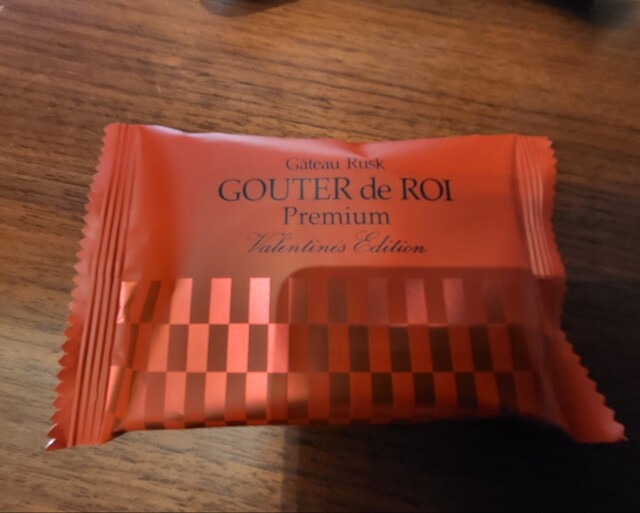 Gâteau Rusk
GOUTER de ROI
Premium
Valentine's Edition